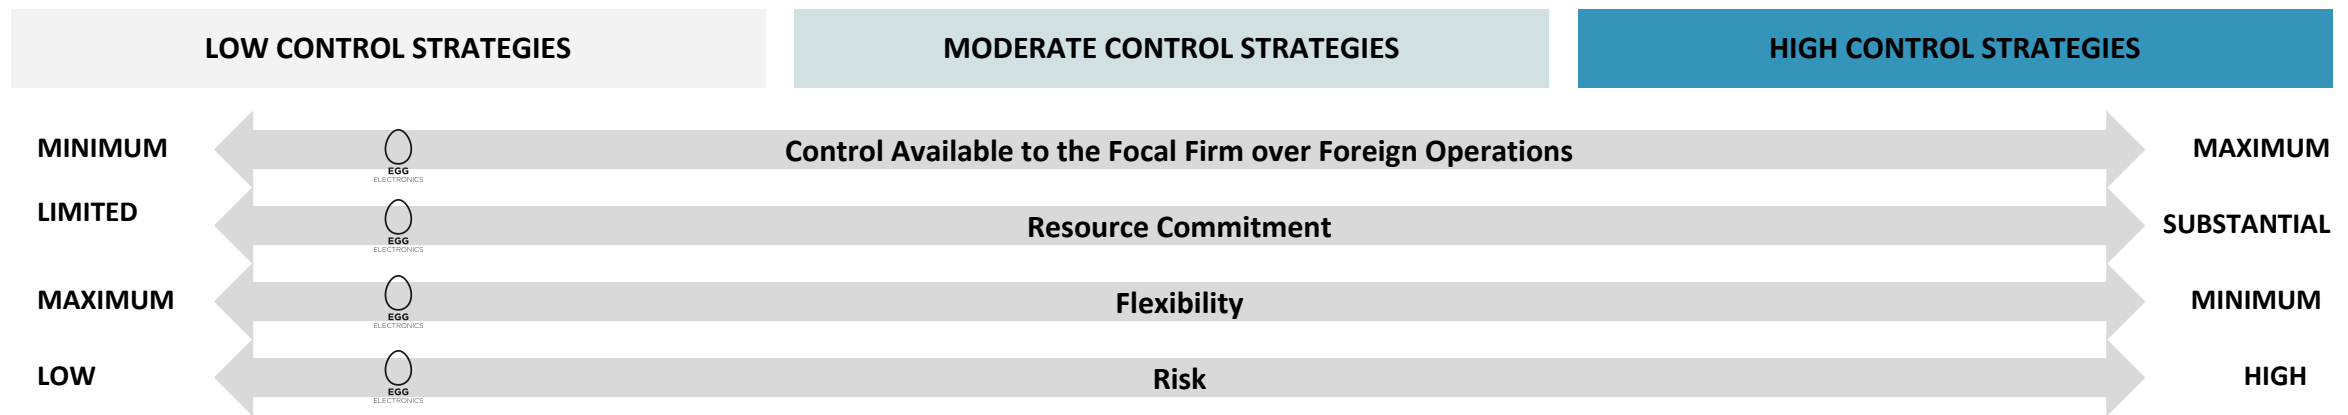 LOW CONTROL STRATEGIES
MODERATE CONTROL STRATEGIES
HIGH CONTROL STRATEGIES
MINIMUM
EGG
ELECTRONICS
Control Available to the Focal Firm over Foreign Operations
MAXIMUM
LIMITED
EGG
ELECTRONICS
Resource Commitment
SUBSTANTIAL
MAXIMUM
EGG
ELECTRONICS
Flexibility
MINIMUM
LOW
EGG
ELECTRONICS
Risk
HIGH